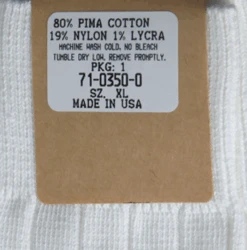 80% PIMA COTTON
19% NYLON 1% LYCRA
MACHINE WASH COLD, NO BLEACH
TUMBLE DRY LOW, REMOVE PROMPTLY.
PKG: 1
71-0350-0
SZ. XL
MADE IN USA